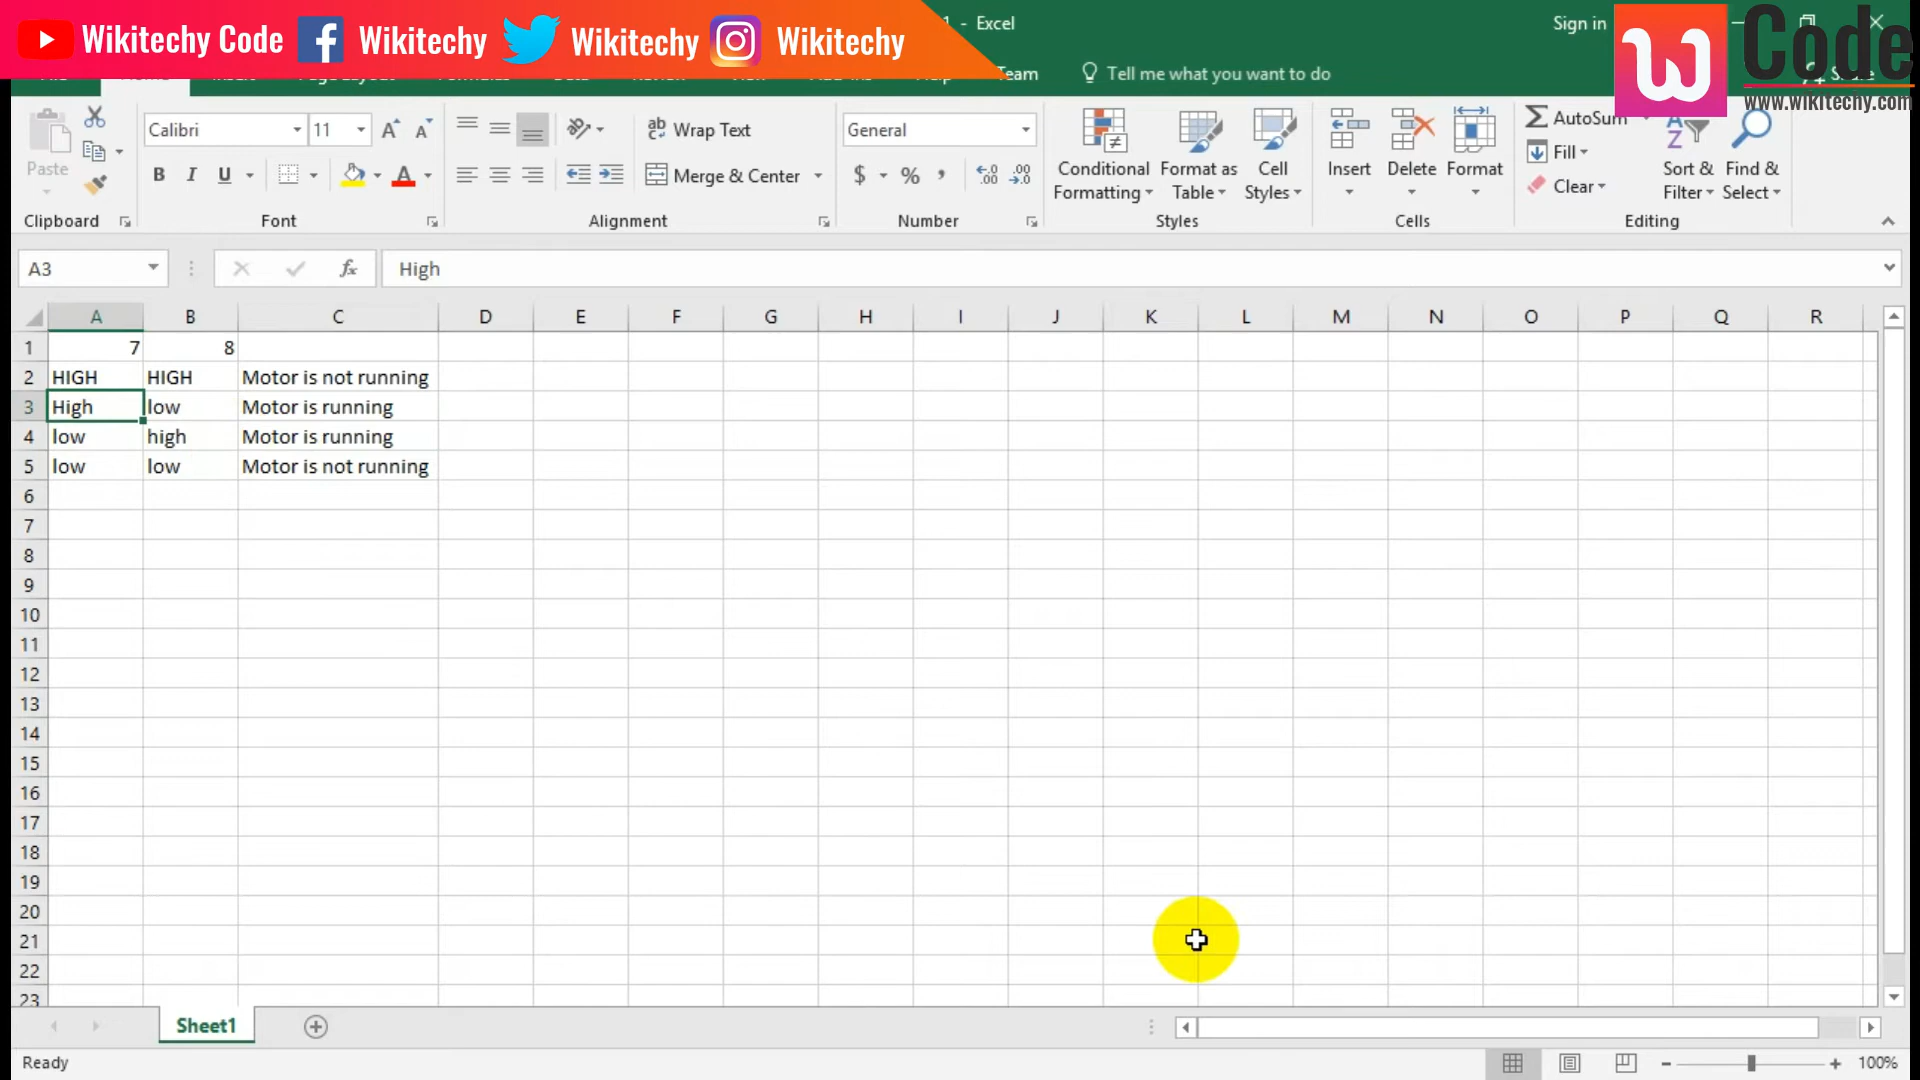 Wikitechy Code Wikitechy Wikitechy Wikitechy
1 - Excel
Sign in
Code
www.wikitechy.com
Team
Tell me what you want to do
Share
Paste
Clipboard
Calibri 11
B I U
Font
Wrap Text
Merge & Center
Alignment
General
$ % ,
Number
Conditional Formatting
Format as Table
Cell Styles
Styles
Insert
Delete
Format
Cells
AutoSum
Fill
Clear
Sort & Filter
Find & Select
Editing
A3 fx High
A B C D E F G H I J K L M N O P Q R
1 7 8
2 HIGH HIGH Motor is not running
3 High low Motor is running
4 low high Motor is running
5 low low Motor is not running
6
7
8
9
10
11
12
13
14
15
16
17
18
19
20
21
22
23
Sheet1
Ready
100%